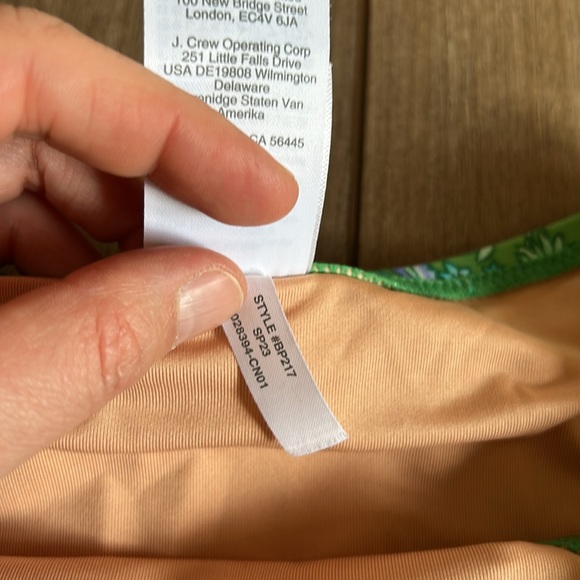 100 New Bridge Street
London, EC4V 6JA
J. Crew Operating Corp
251 Little Falls Drive
USA DE19808 Wilmington
Delaware
Staten Van
Amerika
CA 56445
STYLE #BP217
SP23
028394-CN01